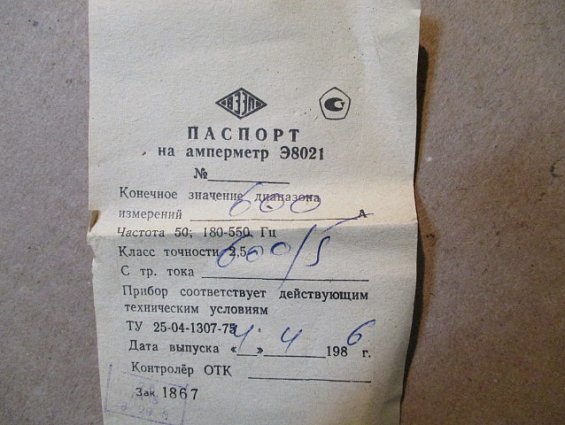 ПАСПОРТ
на амперметр Э8021
№
Конечное значение диапазона
измерений 600 А
Частота 50; 180-550, Гц
Класс точности 2,5
С тр. тока 600/5
Прибор соответствует действующим
техническим условиям
ТУ 25-04-1307-75
Дата выпуска « » 4 1986 г.
Контролёр ОТК
Зак 1867